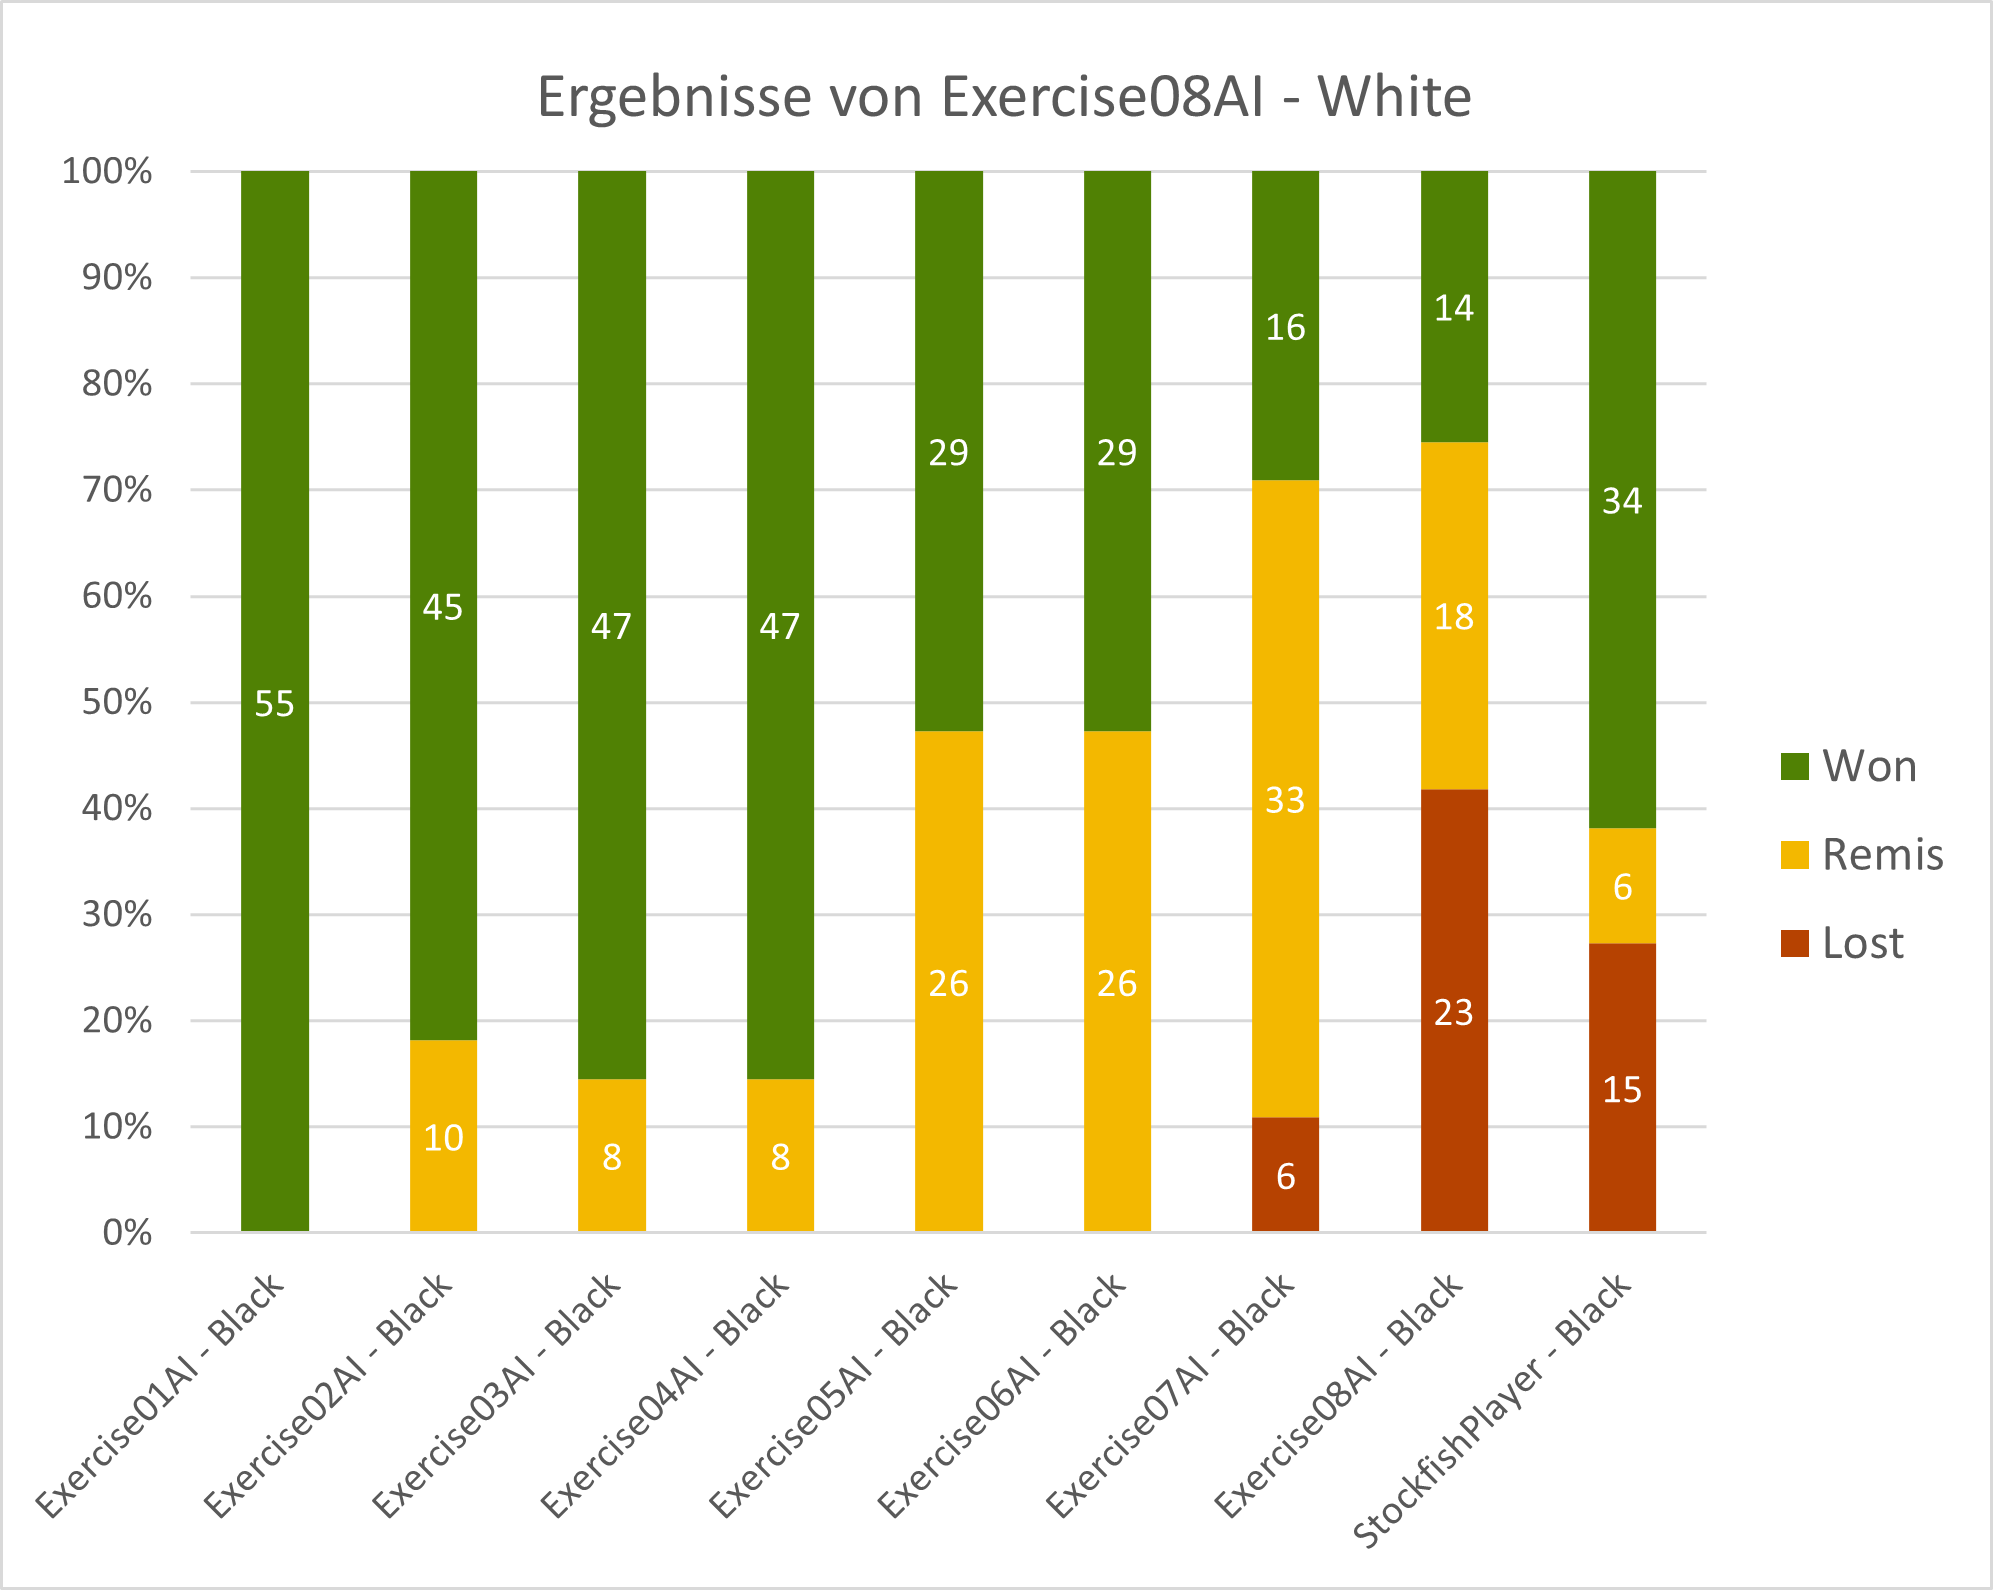 Ergebnisse von Exercise08AI - White
100%
90%
80%
70%
60%
50%
40%
30%
20%
10%
0%
55
45
10
47
8
47
8
29
26
29
26
16
33
6
14
18
23
34
6
15
Exercise01AI - Black
Exercise02AI - Black
Exercise03AI - Black
Exercise04AI - Black
Exercise05AI - Black
Exercise06AI - Black
Exercise07AI - Black
Exercise08AI - Black
StockfishPlayer - Black
Won
Remis
Lost